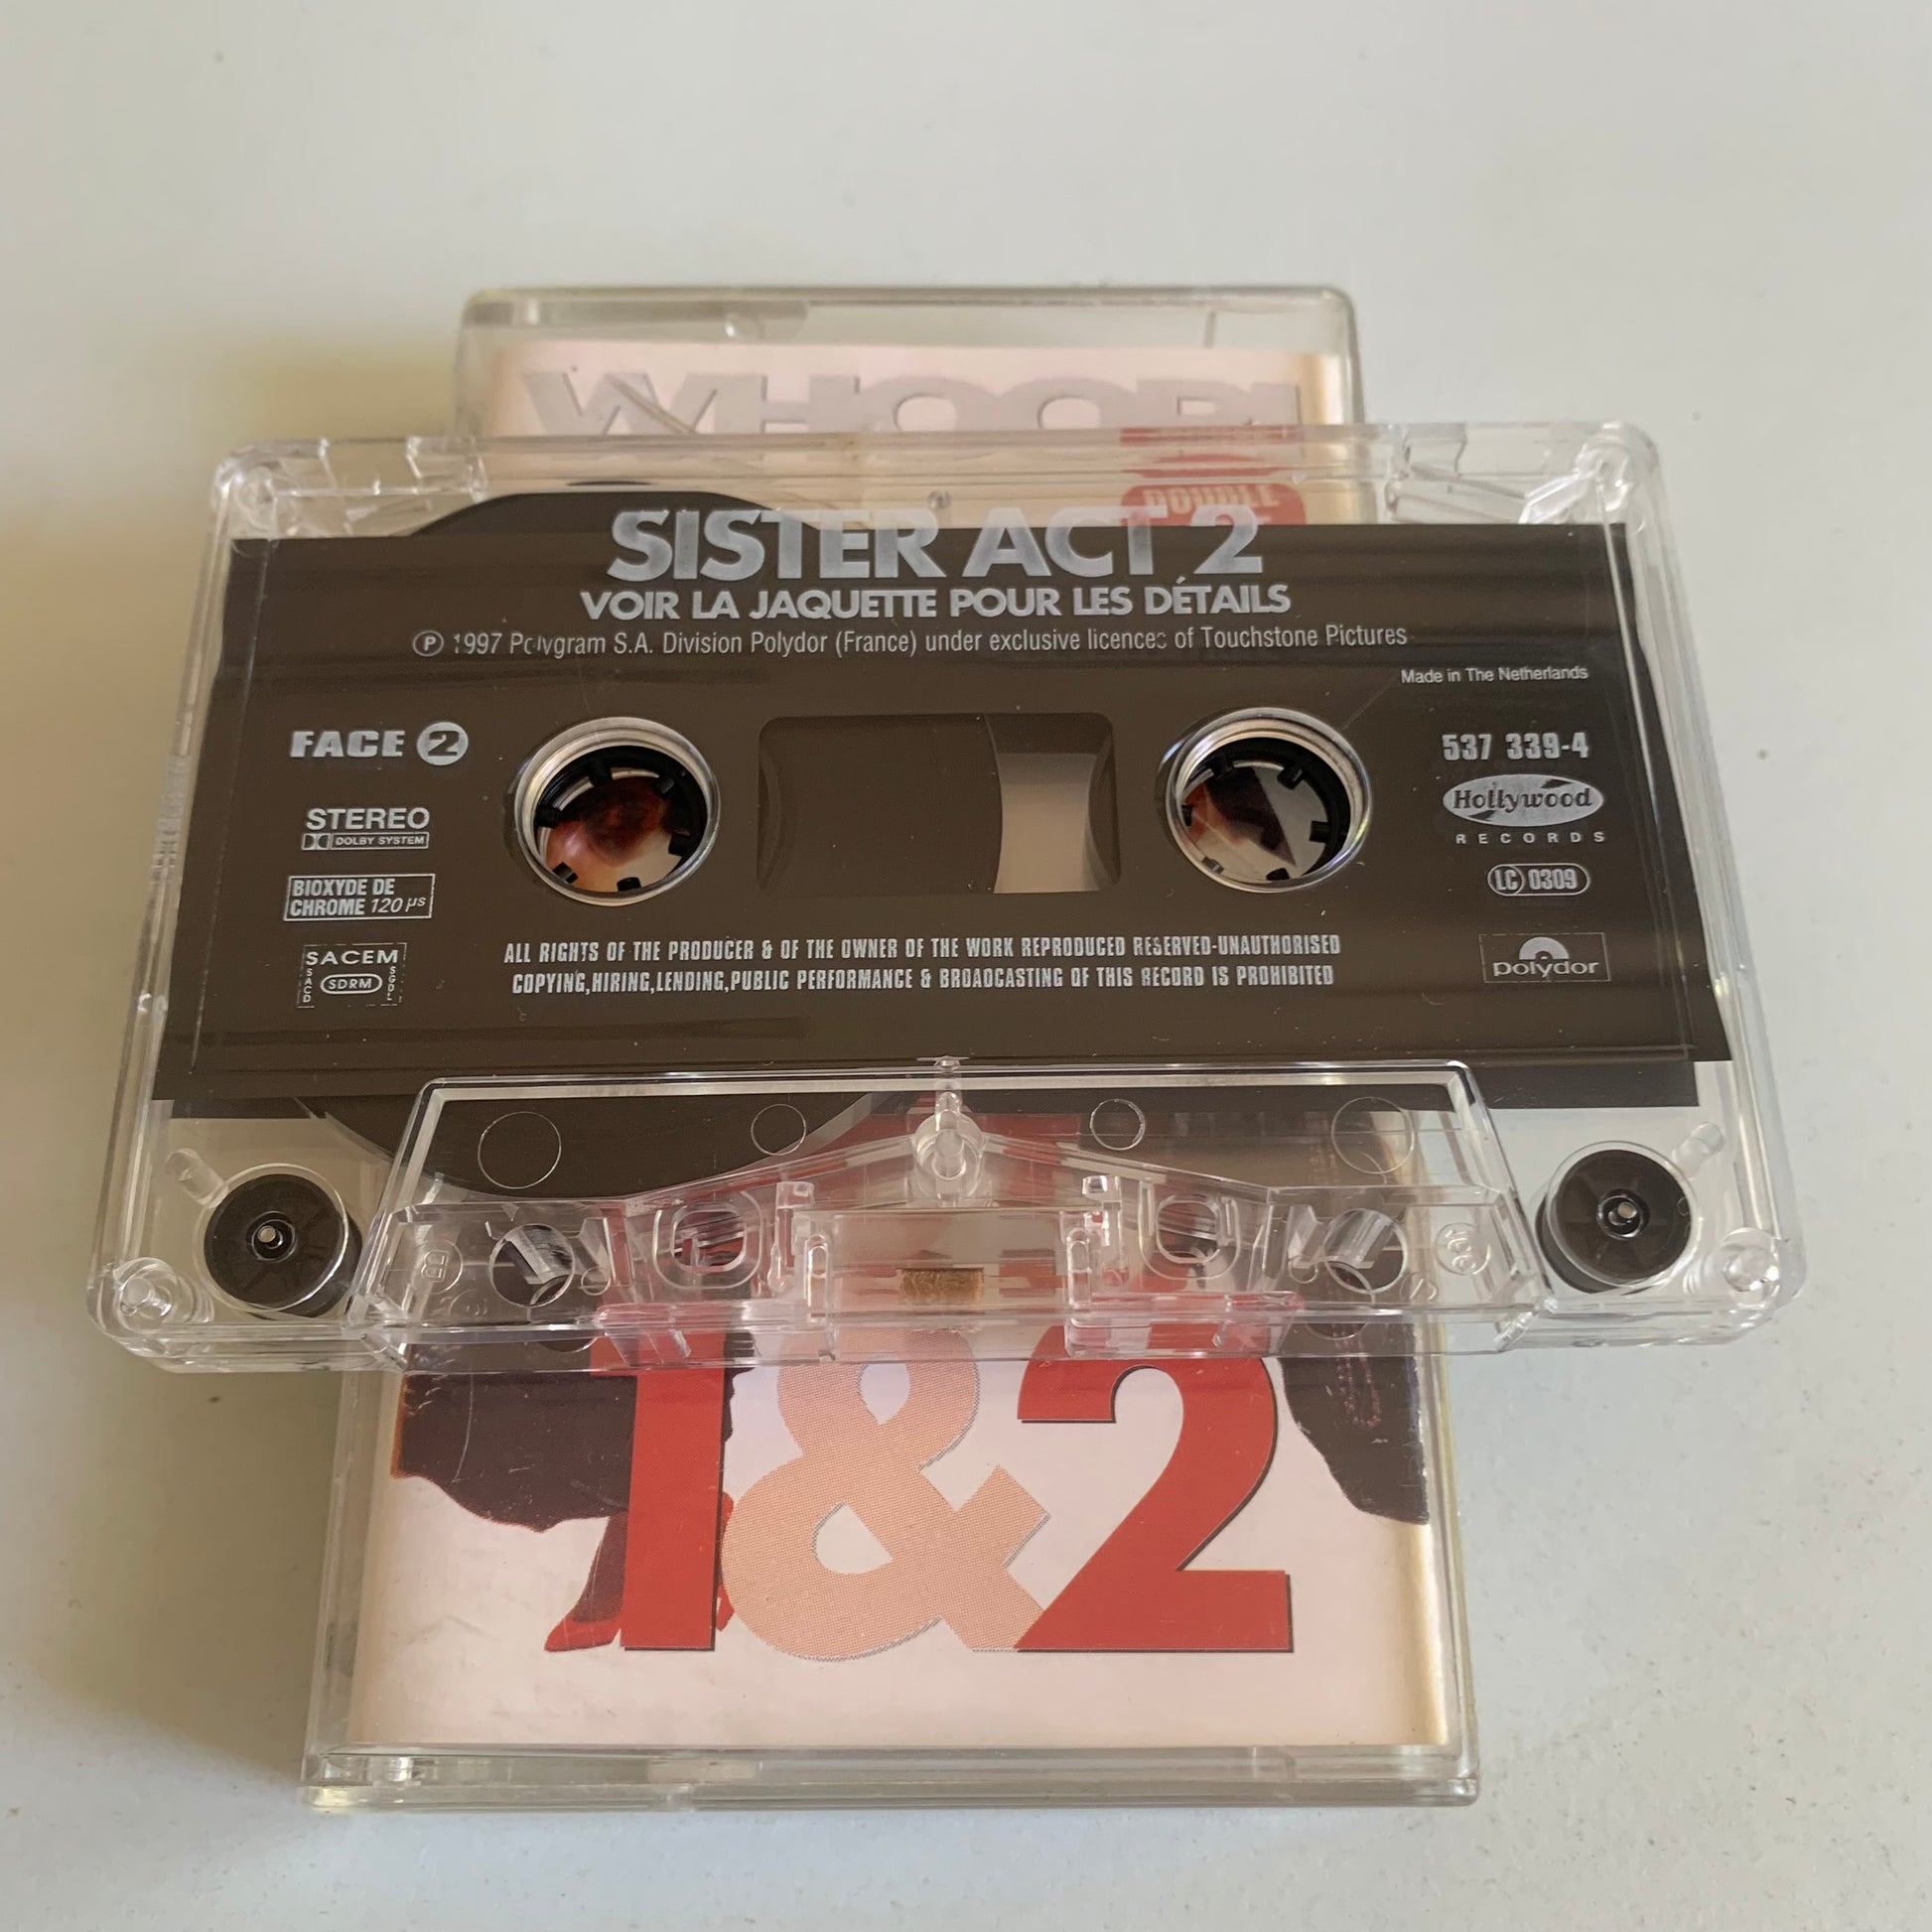 WHOOPI
DOUBLE
SISTER ACT 2
VOIR LA JAQUETTE POUR LES DÉTAILS
Ⓟ 1997 Polygram S.A. Division Polydor (France) under exclusive licences of Touchstone Pictures
Made in The Netherlands
FACE 2
STEREO
DOLBY SYSTEM
BIOXYDE DE
CHROME 120 µs
SACEM
SACD
SDRM
SGDL
537 339-4
Hollywood
RECORDS
LC 0309
polydor
ALL RIGHTS OF THE PRODUCER & OF THE OWNER OF THE WORK REPRODUCED RESERVED-UNAUTHORISED
COPYING,HIRING,LENDING,PUBLIC PERFORMANCE & BROADCASTING OF THIS RECORD IS PROHIBITED
1&2